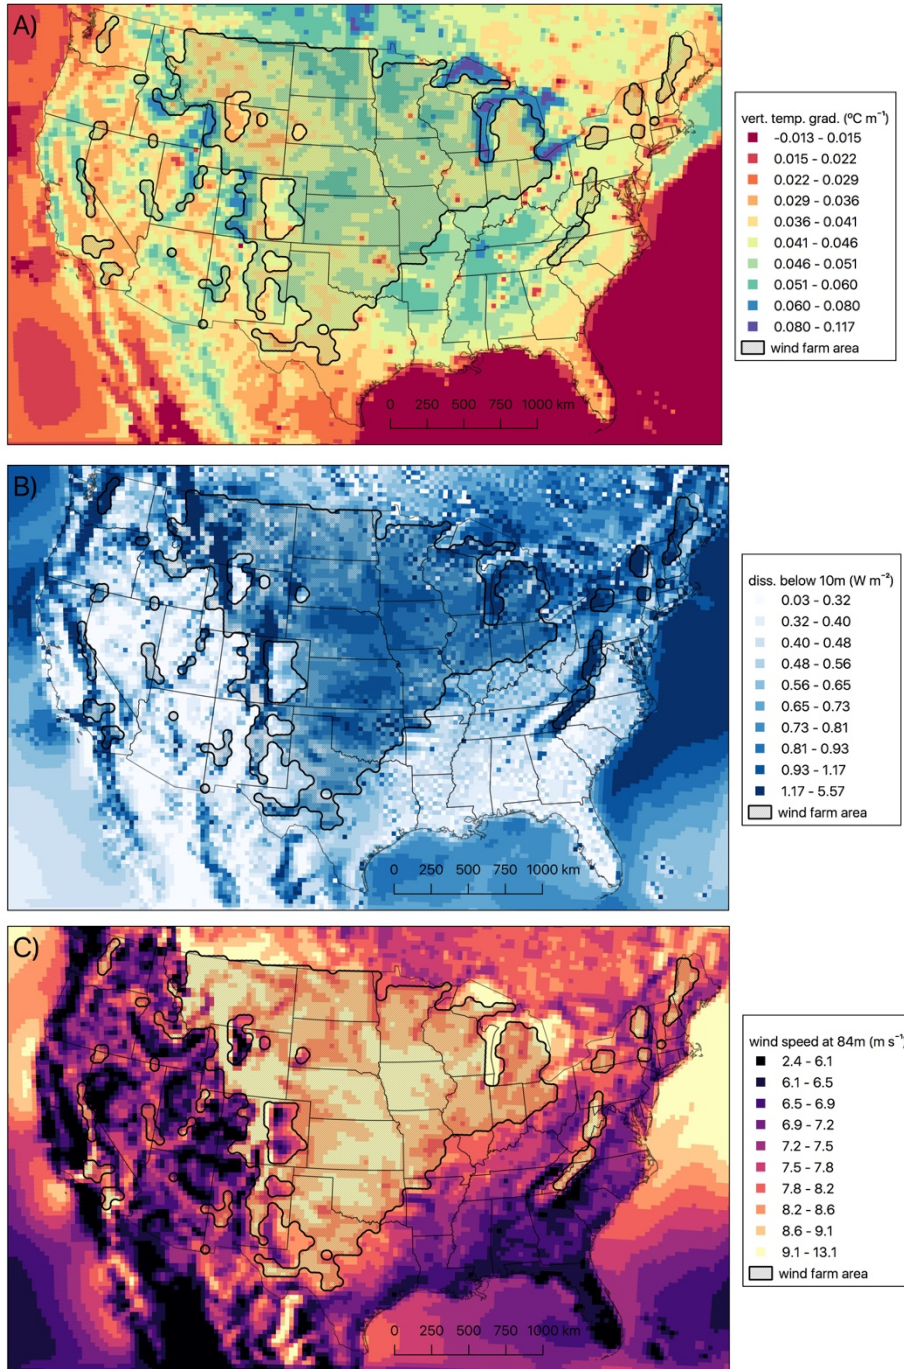 A)
vert. temp. grad. (ºC m⁻¹)
-0.013 - 0.015
0.015 - 0.022
0.022 - 0.029
0.029 - 0.036
0.036 - 0.041
0.041 - 0.046
0.046 - 0.051
0.051 - 0.060
0.060 - 0.080
0.080 - 0.117
wind farm area
0 250 500 750 1000 km
B)
diss. below 10m (W m⁻²)
0.03 - 0.32
0.32 - 0.40
0.40 - 0.48
0.48 - 0.56
0.56 - 0.65
0.65 - 0.73
0.73 - 0.81
0.81 - 0.93
0.93 - 1.17
1.17 - 5.57
wind farm area
0 250 500 750 1000 km
C)
wind speed at 84m (m s⁻¹)
2.4 - 6.1
6.1 - 6.5
6.5 - 6.9
6.9 - 7.2
7.2 - 7.5
7.5 - 7.8
7.8 - 8.2
8.2 - 8.6
8.6 - 9.1
9.1 - 13.1
wind farm area
0 250 500 750 1000 km